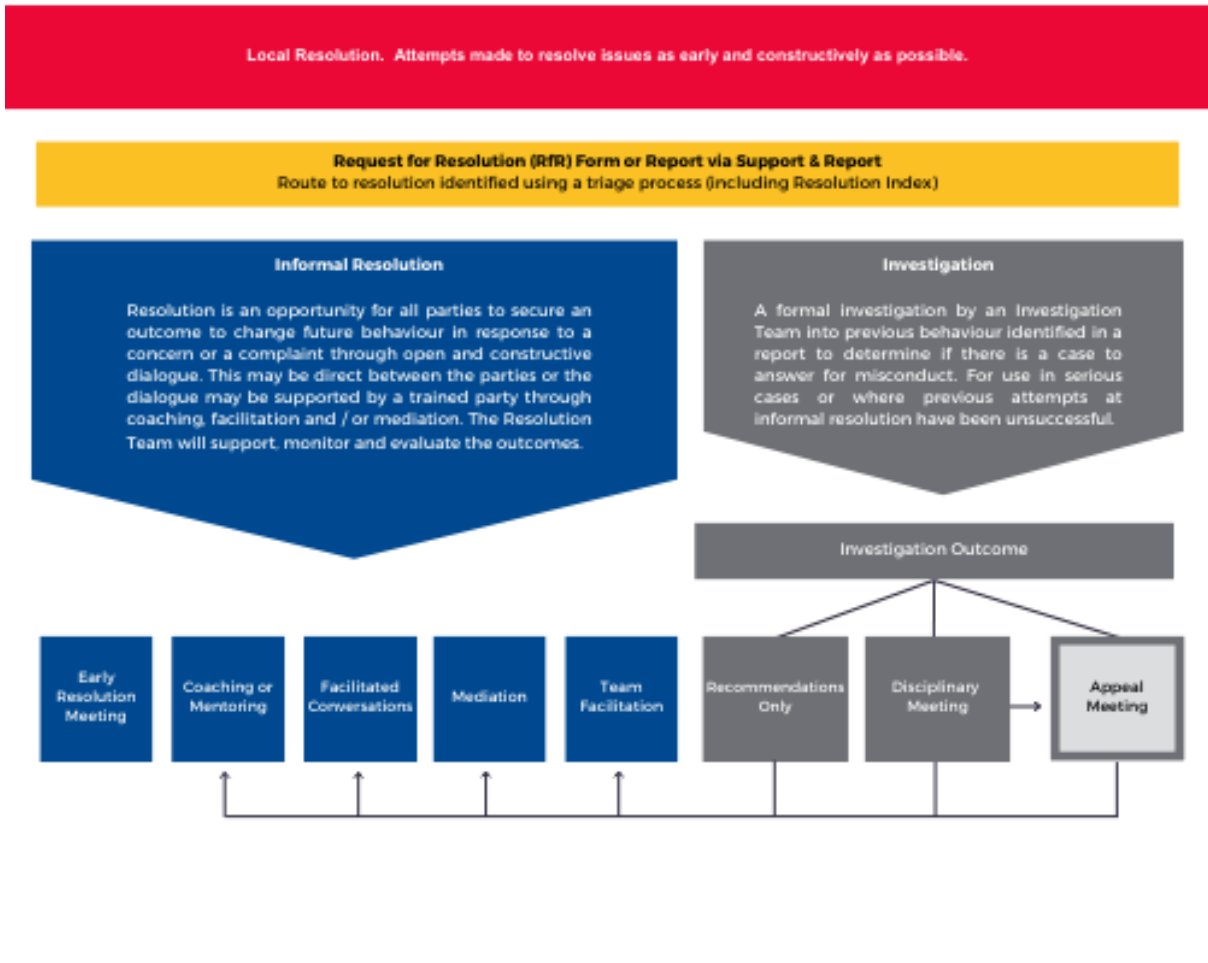 Local Resolution.  Attempts made to resolve issues as early and constructively as possible.
Request for Resolution (RfR) Form or Report via Support & Report
Route to resolution identified using a triage process (including Resolution Index)
Informal Resolution
Resolution is an opportunity for all parties to secure an
outcome to change future behaviour in response to a
concern or a complaint through open and constructive
dialogue. This may be direct between the parties or the
dialogue may be supported by a trained party through
coaching, facilitation and / or mediation. The Resolution
Team will support, monitor and evaluate the outcomes.
Investigation
A formal investigation by an Investigation
Team into previous behaviour identified in a
report to determine if there is a case to
answer for misconduct. For use in serious
cases or where previous attempts at
informal resolution have been unsuccessful.
Investigation Outcome
Early
Resolution
Meeting
Coaching or
Mentoring
Facilitated
Conversations
Mediation
Team
Facilitation
Recommendations
Only
Disciplinary
Meeting
Appeal
Meeting